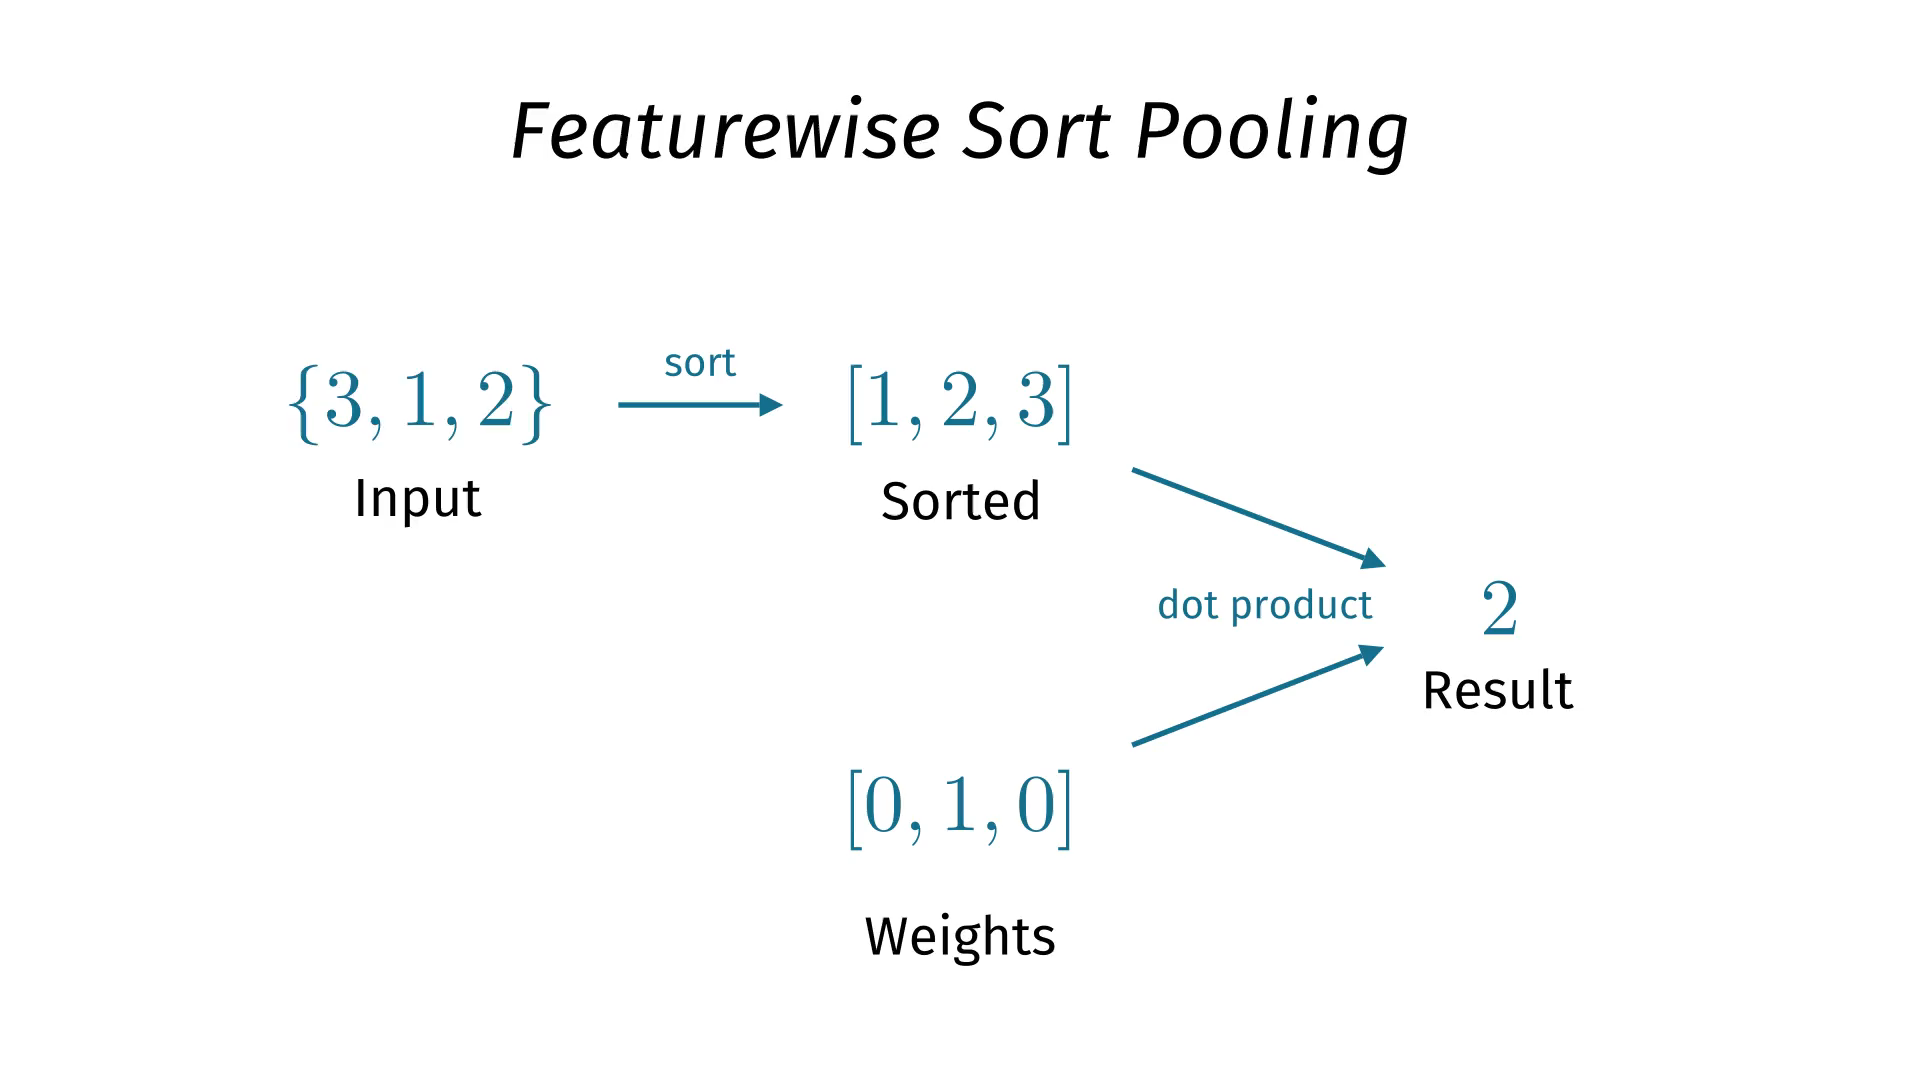 Featurewise Sort Pooling
{3, 1, 2}
sort
[1, 2, 3]
Input
Sorted
dot product
2
Result
[0, 1, 0]
Weights